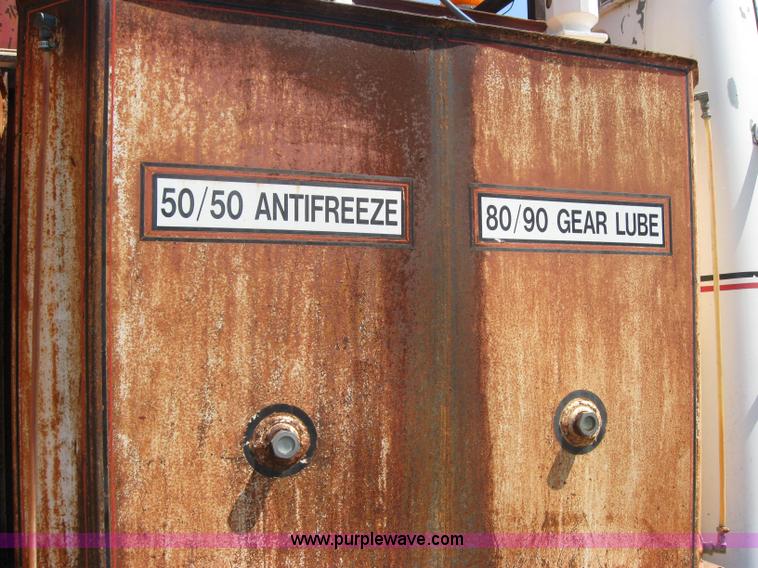 50/50 ANTIFREEZE
80/90 GEAR LUBE
www.purplewave.com